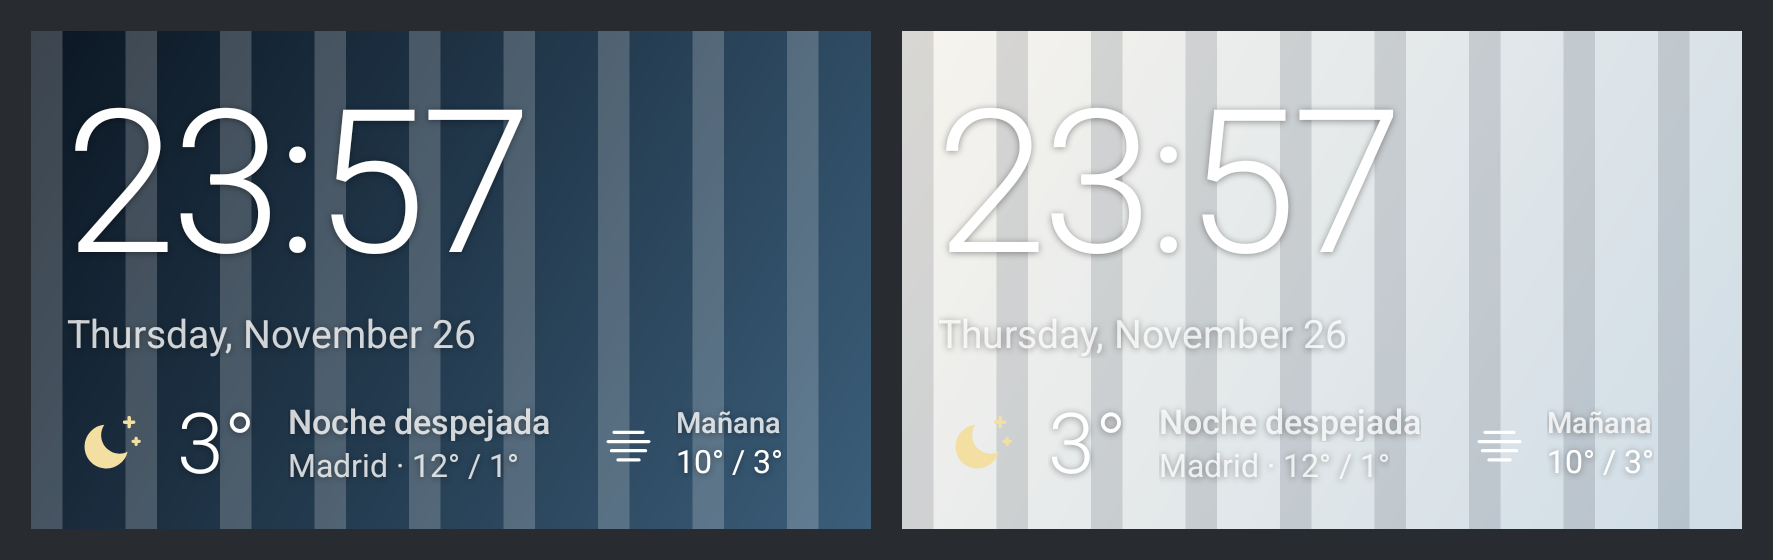 23:57
Thursday, November 26
3° Noche despejada
Madrid · 12° / 1°
Mañana
10° / 3°
23:57
Thursday, November 26
3° Noche despejada
Madrid · 12° / 1°
Mañana
10° / 3°